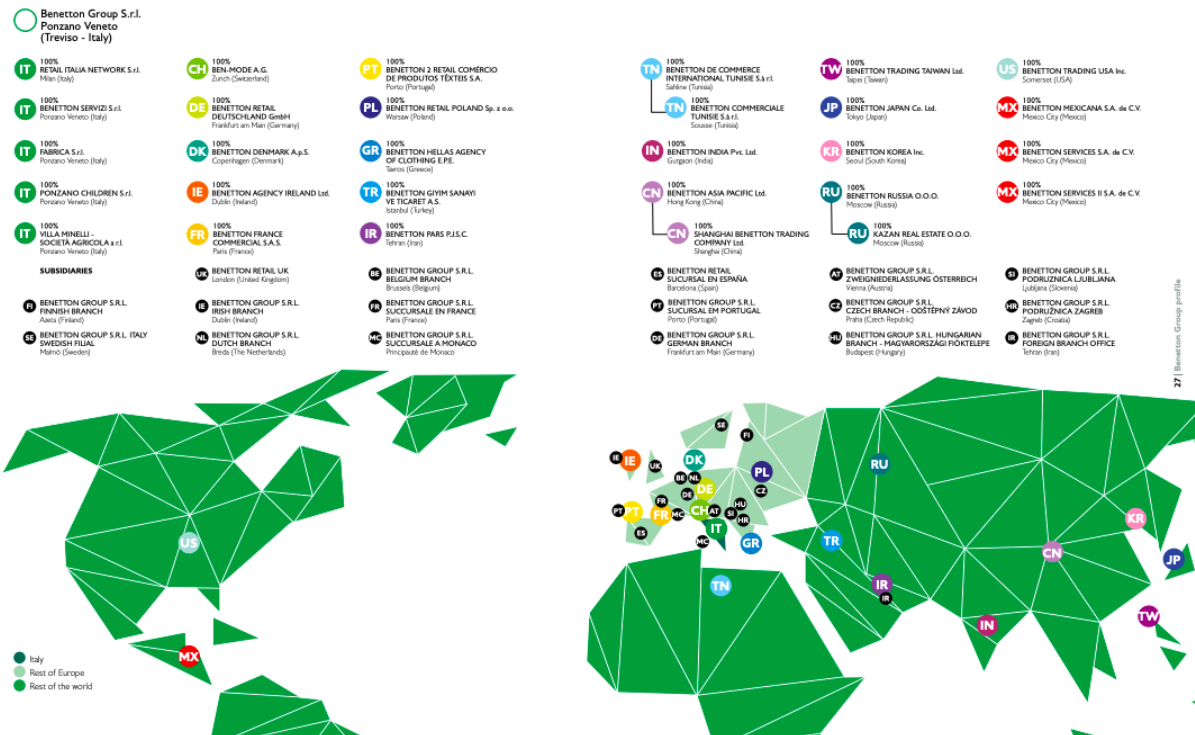 Benetton Group S.r.l.
Ponzano Veneto
(Treviso - Italy)
IT
100%
RETAIL ITALIA NETWORK S.r.l.
Milan (Italy)
IT
100%
BENETTON SERVIZI S.r.l.
Ponzano Veneto (Italy)
IT
100%
FABRICA S.r.l.
Ponzano Veneto (Italy)
IT
100%
PONZANO CHILDREN S.r.l.
Ponzano Veneto (Italy)
IT
100%
VILLA MINELLI -
SOCIETÀ AGRICOLA a r.l.
Ponzano Veneto (Italy)
CH
100%
BEN-MODE A.G.
Zurich (Switzerland)
DE
100%
BENETTON RETAIL
DEUTSCHLAND GmbH
Frankfurt am Main (Germany)
DK
100%
BENETTON DENMARK A.p.S.
Copenhagen (Denmark)
IE
100%
BENETTON AGENCY IRELAND Ltd.
Dublin (Ireland)
FR
100%
BENETTON FRANCE
COMMERCIAL S.A.S.
Paris (France)
PT
100%
BENETTON 2 RETAIL COMÉRCIO
DE PRODUTOS TÊXTEIS S.A.
Porto (Portugal)
PL
100%
BENETTON RETAIL POLAND Sp. z o.o.
Warsaw (Poland)
GR
100%
BENETTON HELLAS AGENCY
OF CLOTHING E.P.E.
(Greece)
TR
100%
BENETTON GIYIM SANAYI
VE TICARET A.S.
Istanbul (Turkey)
IR
100%
BENETTON PARS P.J.S.C.
Tehran (Iran)
TN
100%
BENETTON DE COMMERCE
INTERNATIONAL TUNISIE S.à r.l.
Sahline (Tunisia)
TN
100%
BENETTON COMMERCIALE
TUNISIE S.à r.l.
Sousse (Tunisia)
IN
100%
BENETTON INDIA Pvt. Ltd.
Gurgaon (India)
CN
100%
BENETTON ASIA PACIFIC Ltd.
Hong Kong (China)
CN
100%
SHANGHAI BENETTON TRADING
COMPANY Ltd.
Shanghai (China)
TW
100%
BENETTON TRADING TAIWAN Ltd.
Taipei (Taiwan)
JP
100%
BENETTON JAPAN Co. Ltd.
Tokyo (Japan)
KR
100%
BENETTON KOREA Inc.
Seoul (South Korea)
RU
100%
BENETTON RUSSIA O.O.O.
Moscow (Russia)
RU
100%
KAZAN REAL ESTATE O.O.O.
Moscow (Russia)
US
100%
BENETTON TRADING USA Inc.
Somerset (USA)
MX
100%
BENETTON MEXICANA S.A. de C.V.
Mexico City (Mexico)
MX
100%
BENETTON SERVICES S.A. de C.V.
Mexico City (Mexico)
MX
100%
BENETTON SERVICES II S.A. de C.V.
Mexico City (Mexico)
SUBSIDIARIES
FI
BENETTON GROUP S.R.L.
FINNISH BRANCH
(Finland)
SE
BENETTON GROUP S.R.L. ITALY
SWEDISH FILIAL
Malmö (Sweden)
UK
BENETTON RETAIL UK
London (United Kingdom)
IE
BENETTON GROUP S.R.L.
IRISH BRANCH
Dublin (Ireland)
NL
BENETTON GROUP S.R.L.
DUTCH BRANCH
Breda (The Netherlands)
BE
BENETTON GROUP S.R.L.
BELGIUM BRANCH
Brussels (Belgium)
FR
BENETTON GROUP S.R.L.
SUCCURSALE EN FRANCE
Paris (France)
MC
BENETTON GROUP S.R.L.
SUCCURSALE A MONACO
Principauté de Monaco
ES
BENETTON RETAIL
SUCURSAL EN ESPAÑA
Barcelona (Spain)
PT
BENETTON GROUP S.R.L.
SUCURSAL EM PORTUGAL
Porto (Portugal)
DE
BENETTON GROUP S.R.L.
GERMAN BRANCH
Frankfurt am Main (Germany)
AT
BENETTON GROUP S.R.L.
ZWEIGNIEDERLASSUNG ÖSTERREICH
Vienna (Austria)
CZ
BENETTON GROUP S.R.L.
CZECH BRANCH - ODŠTĚPNÝ ZÁVOD
Praha (Czech Republic)
HU
BENETTON GROUP S.R.L. HUNGARIAN
BRANCH - MAGYARORSZÁGI FIÓKTELEPE
Budapest (Hungary)
SI
BENETTON GROUP S.R.L.
PODRUZNICA LJUBLJANA
Ljubljana (Slovenia)
HR
BENETTON GROUP S.R.L.
PODRUŽNICA ZAGREB
Zagreb (Croatia)
IR
BENETTON GROUP S.R.L.
FOREIGN BRANCH OFFICE
Tehran (Iran)
27 | Benetton Group profile
US
MX
SE
FI
IE
IE
UK
DK
BE
NL
PL
DE
DE
CZ
FR
PT
PT
FR
MC
CH
AT
SI
HU
HR
ES
IT
MC
GR
TN
RU
TR
IR
IR
IN
CN
KR
JP
TW
Italy
Rest of Europe
Rest of the world